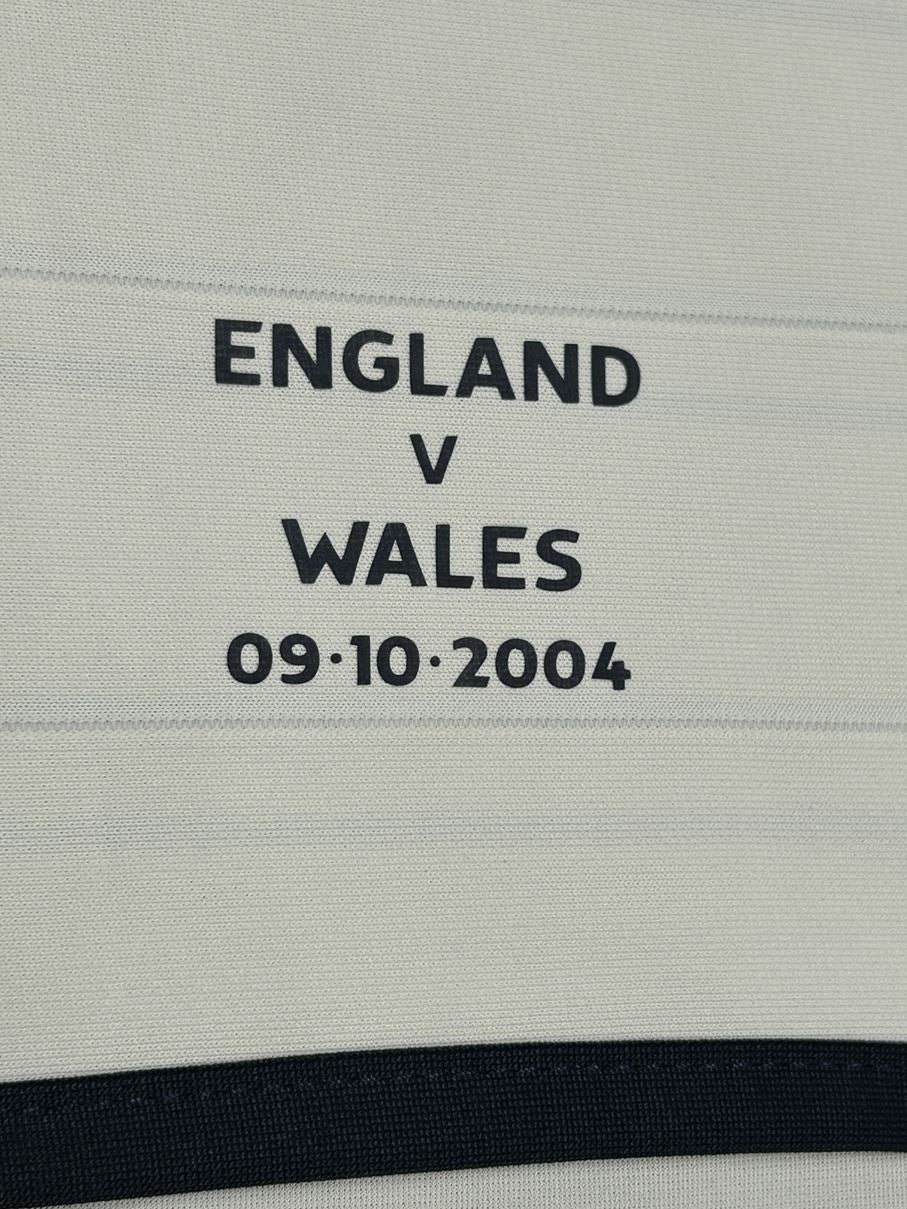 ENGLAND
V
WALES
09·10·2004